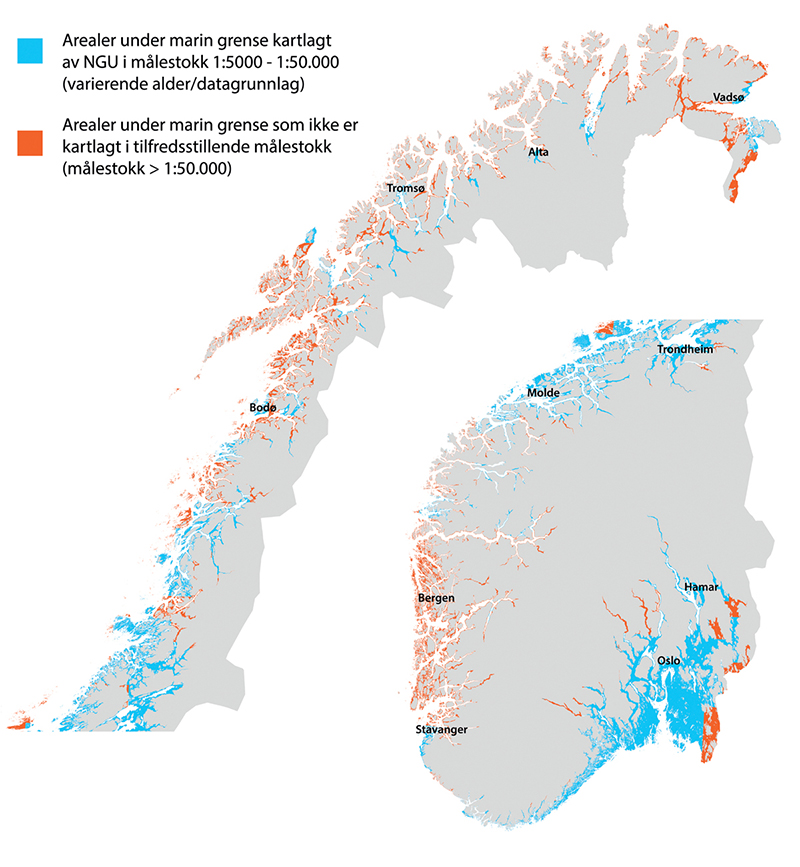 Arealer under marin grense kartlagt
av NGU i målestokk 1:5000 - 1:50.000
(varierende alder/datagrunnlag)
Arealer under marin grense som ikke er
kartlagt i tilfredsstillende målestokk
(målestokk > 1:50.000)
Vadsø
Alta
Tromsø
Bodø
Trondheim
Molde
Bergen
Hamar
Oslo
Stavanger